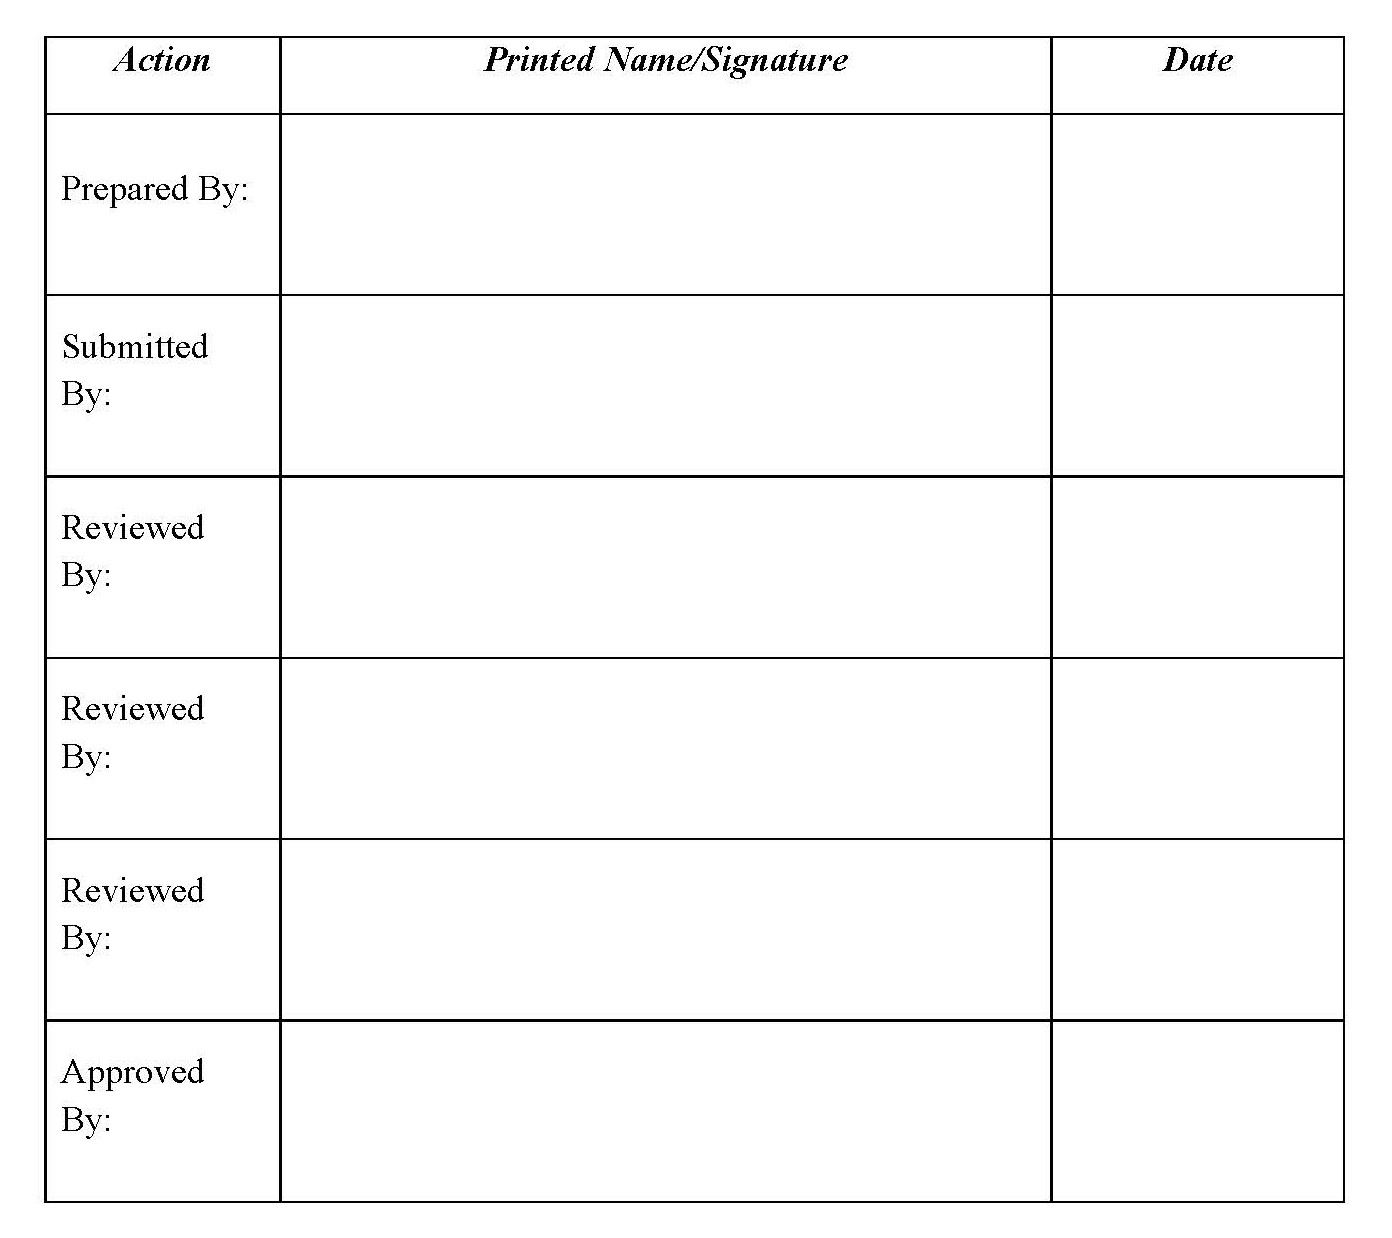 Action Printed Name/Signature Date
Prepared By:
Submitted
By:
Reviewed
By:
Reviewed
By:
Reviewed
By:
Approved
By: